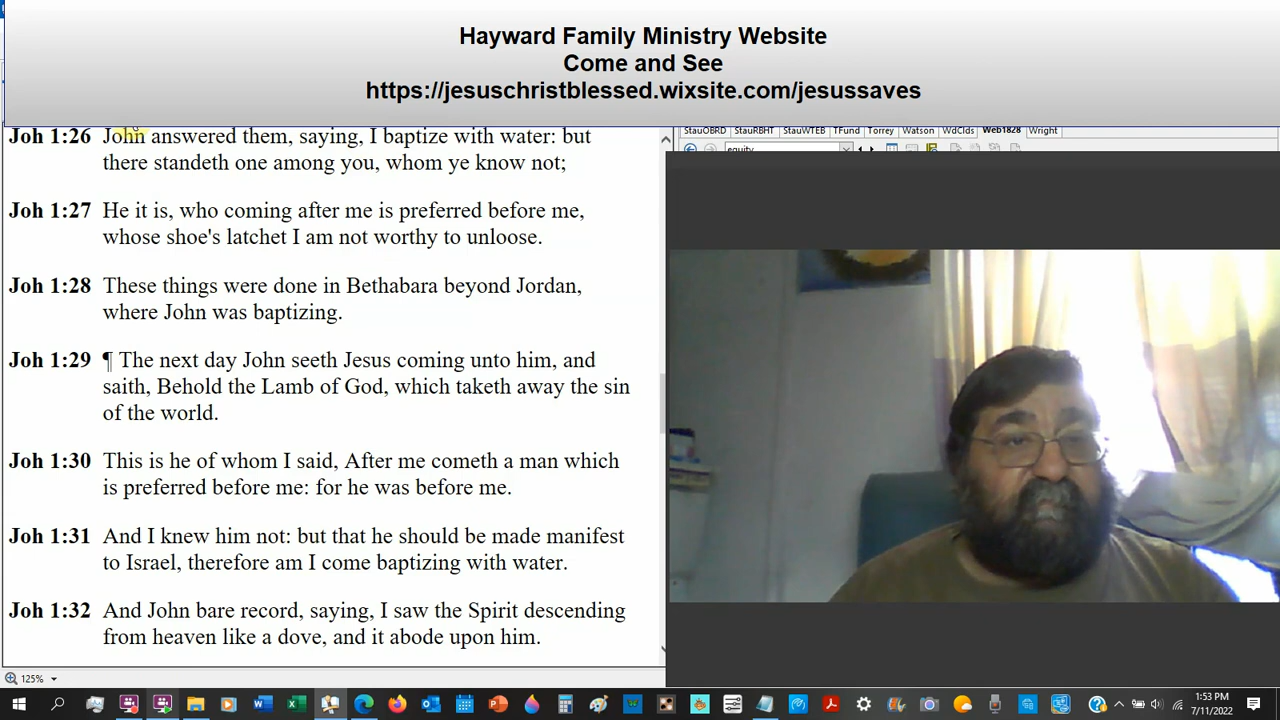 Hayward Family Ministry Website
Come and See
https://jesuschristblessed.wixsite.com/jesussaves
Joh 1:26 John answered them, saying, I baptize with water: but
there standeth one among you, whom ye know not;
Joh 1:27 He it is, who coming after me is preferred before me,
whose shoe's latchet I am not worthy to unloose.
Joh 1:28 These things were done in Bethabara beyond Jordan,
where John was baptizing.
Joh 1:29 ¶ The next day John seeth Jesus coming unto him, and
saith, Behold the Lamb of God, which taketh away the sin
of the world.
Joh 1:30 This is he of whom I said, After me cometh a man which
is preferred before me: for he was before me.
Joh 1:31 And I knew him not: but that he should be made manifest
to Israel, therefore am I come baptizing with water.
Joh 1:32 And John bare record, saying, I saw the Spirit descending
from heaven like a dove, and it abode upon him.
StauOBRD StauRBHT StauWTEB TFund Torrey Watson WdClds Web1828 Wright
equity
125%
1:53 PM
7/11/2022